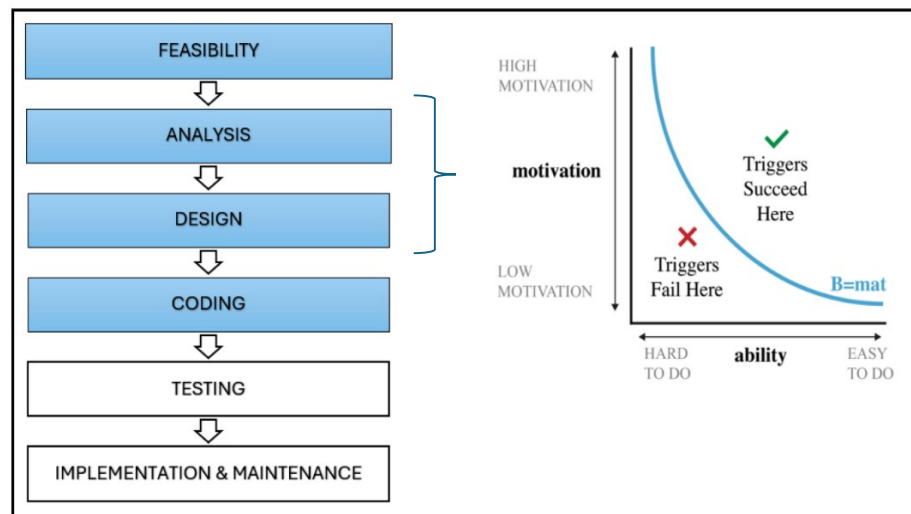 FEASIBILITY
ANALYSIS
DESIGN
CODING
TESTING
IMPLEMENTATION & MAINTENANCE
HIGH
MOTIVATION
motivation
LOW
MOTIVATION
Triggers
Succeed
Here
Triggers
Fail Here
B=mat
HARD
TO DO
ability
EASY
TO DO